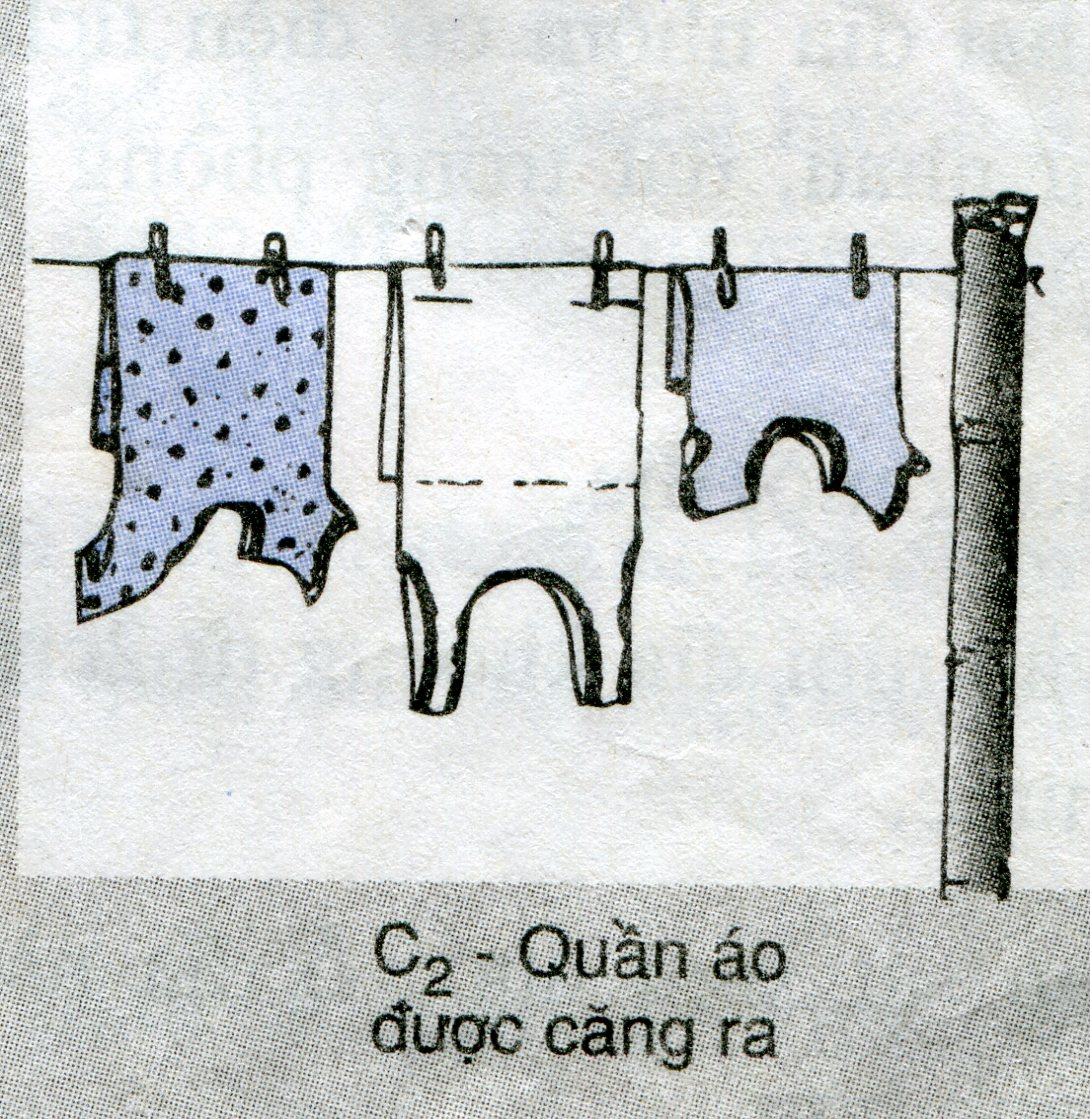 C₂ - Quần áo
được căng ra